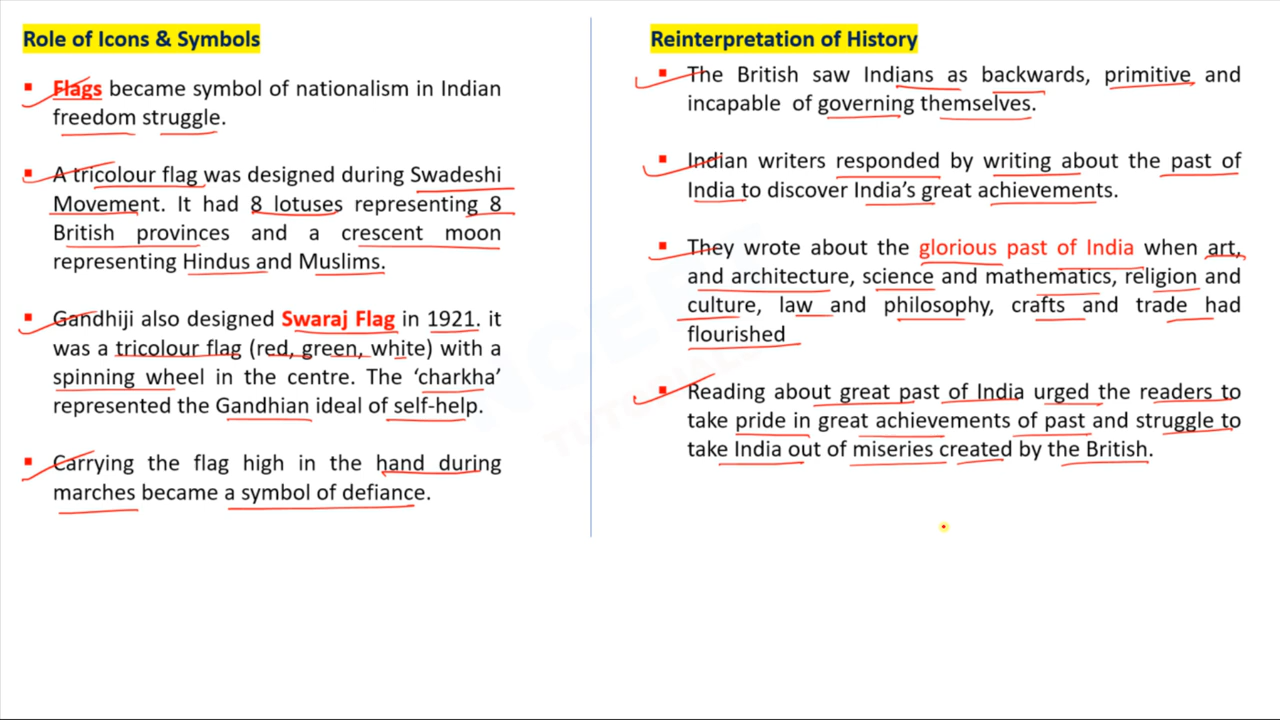 Role of Icons & Symbols
Flags became symbol of nationalism in Indian
freedom struggle.
A tricolour flag was designed during Swadeshi
Movement. It had 8 lotuses representing 8
British provinces and a crescent moon
representing Hindus and Muslims.
Gandhiji also designed Swaraj Flag in 1921. it
was a tricolour flag (red, green, white) with a
spinning wheel in the centre. The ‘charkha’
represented the Gandhian ideal of self-help.
Carrying the flag high in the hand during
marches became a symbol of defiance.
Reinterpretation of History
The British saw Indians as backwards, primitive and
incapable of governing themselves.
Indian writers responded by writing about the past of
India to discover India’s great achievements.
They wrote about the glorious past of India when art,
and architecture, science and mathematics, religion and
culture, law and philosophy, crafts and trade had
flourished
Reading about great past of India urged the readers to
take pride in great achievements of past and struggle to
take India out of miseries created by the British.